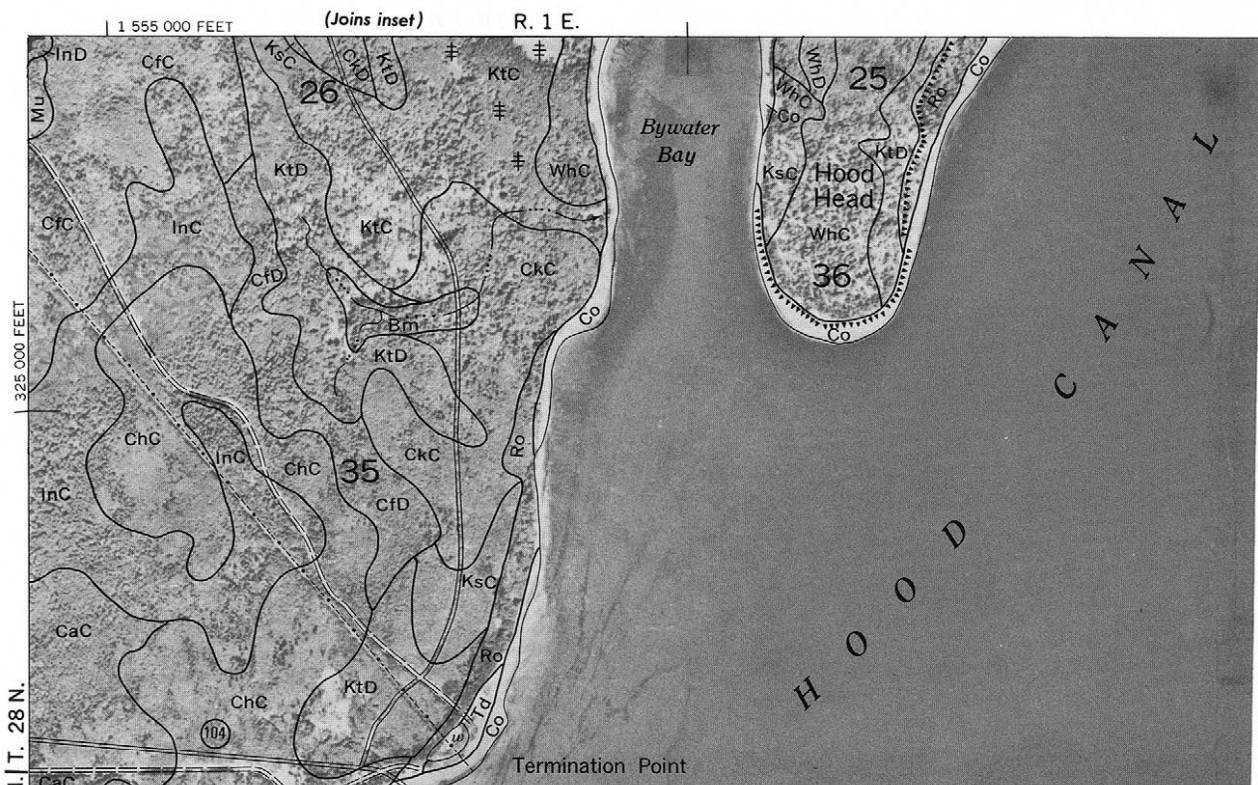 1 555 000 FEET
(Joins inset)
R. 1 E.
InD
CfC
KsC
CkD
KtD
26
KtC
Co
WhD
25
Ro
Co
Mu
WhC
Co
Bywater
Bay
KtD
KtD
WhC
KsC
Hood
Head
CfC
InC
KtC
WhC
CfD
CkC
36
325 000 FEET
Bm
Co
Co
KtD
HOOD CANAL
ChC
InC
ChC
35
CkC
Ro
InC
CfD
KsC
CaC
Ro
ChC
KtD
Td
Co
104
w
T. 28 N.
Termination Point
CaC